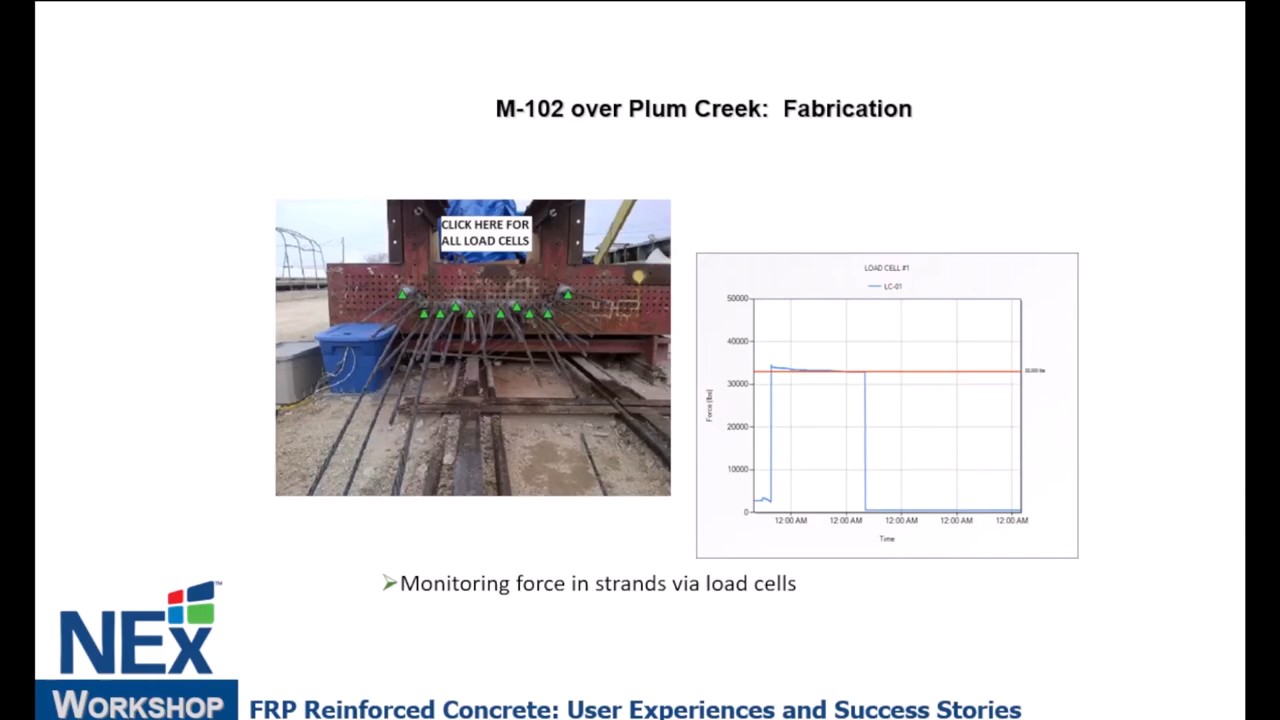 M-102 over Plum Creek: Fabrication
CLICK HERE FOR
ALL LOAD CELLS
LOAD CELL #1
LC-01
50000
40000
30000
20000
10000
0
Force (lbs)
12:00 AM 12:00 AM 12:00 AM 12:00 AM 12:00 AM
Time
Monitoring force in strands via load cells
NEx
TM
WORKSHOP
FRP Reinforced Concrete: User Experiences and Success Stories